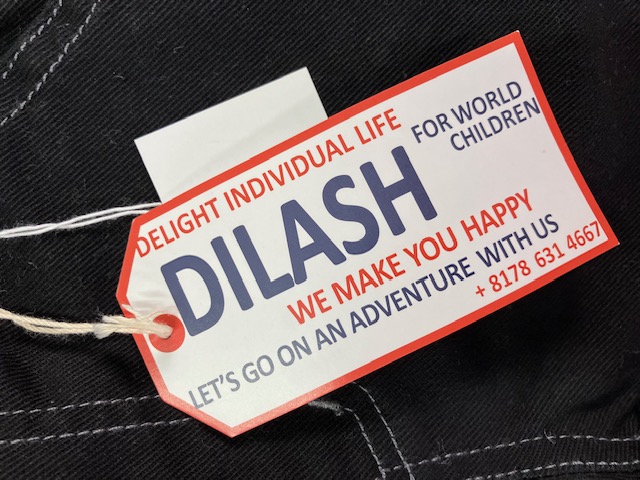 DELIGHT INDIVIDUAL LIFE
FOR WORLD
CHILDREN
DILASH
WE MAKE YOU HAPPY
LET'S GO ON AN ADVENTURE WITH US
+ 8178 631 4667